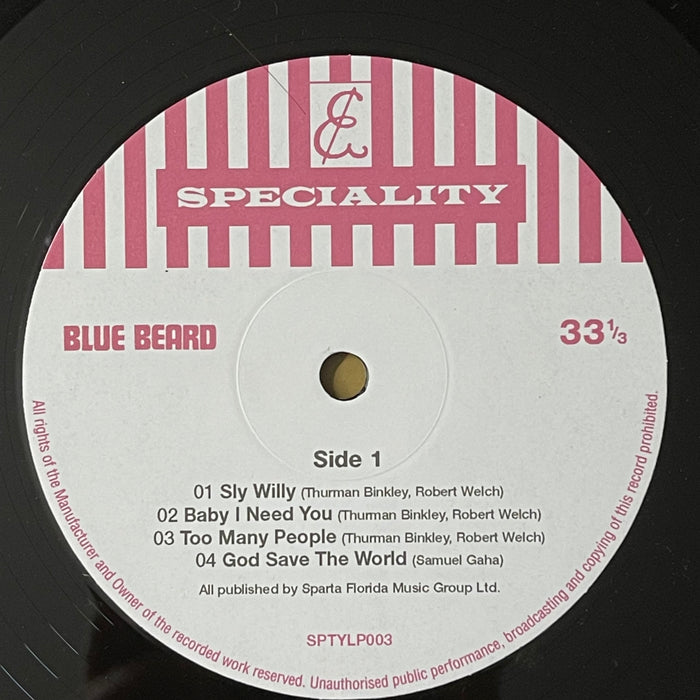 SPECIALITY
BLUE BEARD
33⅓
Side 1
01 Sly Willy (Thurman Binkley, Robert Welch)
02 Baby I Need You (Thurman Binkley, Robert Welch)
03 Too Many People (Thurman Binkley, Robert Welch)
04 God Save The World (Samuel Gaha)
All published by Sparta Florida Music Group Ltd.
SPTYLP003
All rights of the Manufacturer and Owner of the recorded work reserved. Unauthorised public performance, broadcasting and copying of this record prohibited.